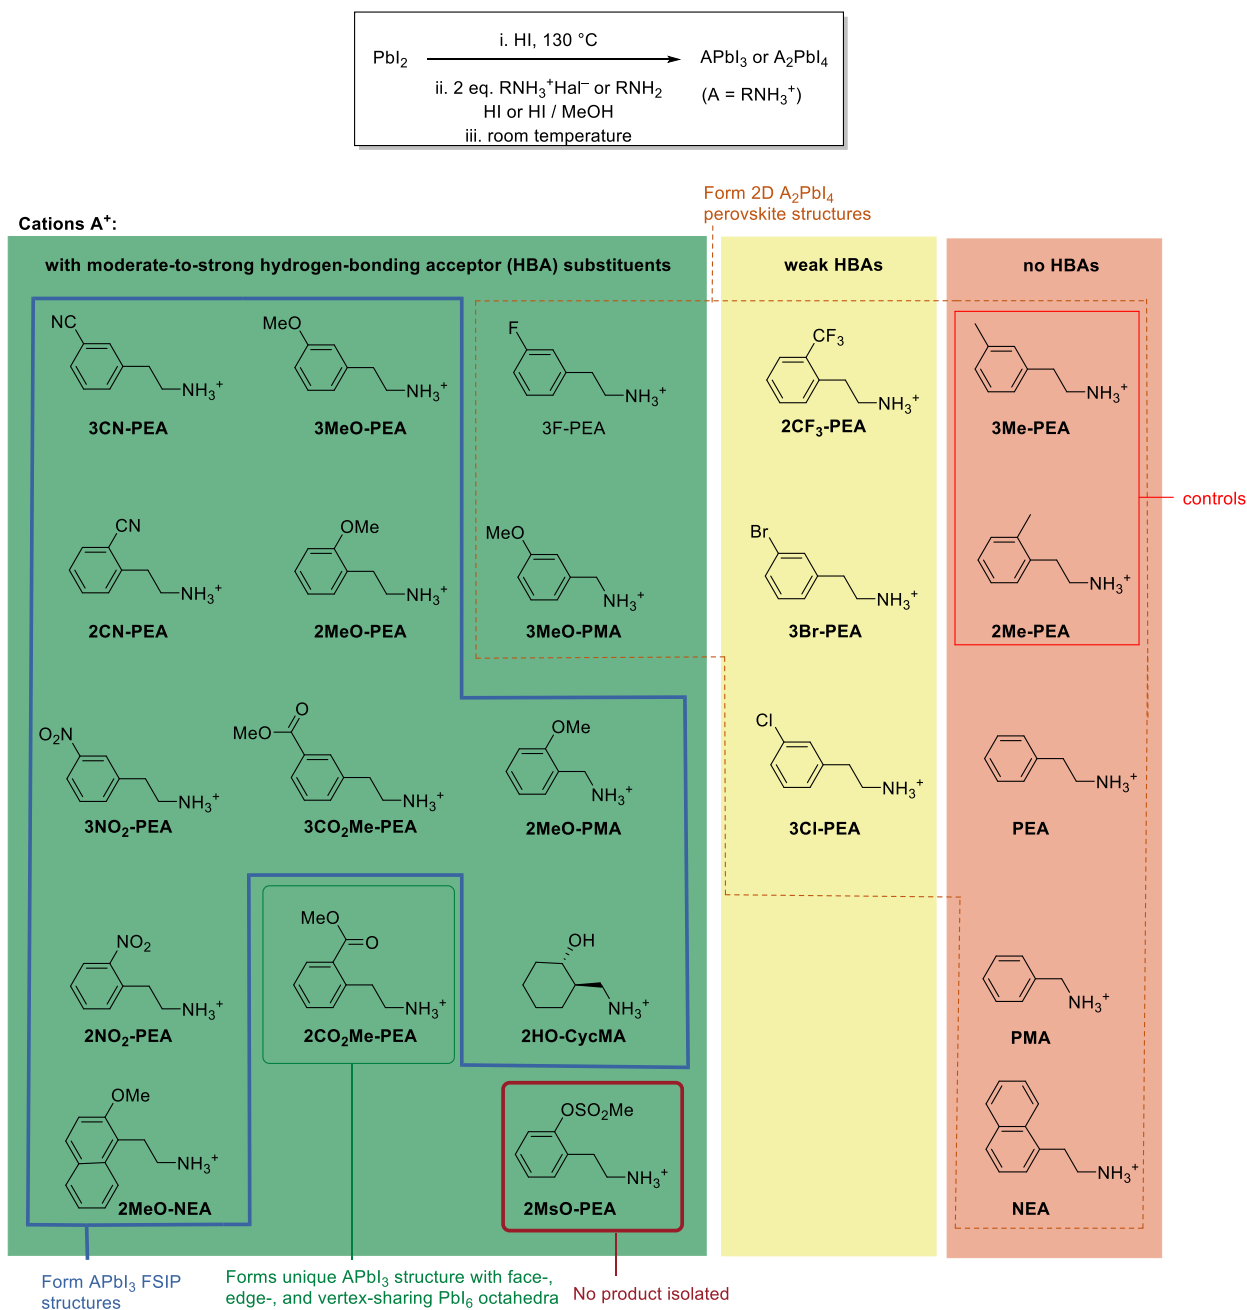 PbI2
i. HI, 130 °C
ii. 2 eq. RNH3+Hal– or RNH2
HI or HI / MeOH
iii. room temperature
APbI3 or A2PbI4
(A = RNH3+)
Form 2D A2PbI4
perovskite structures
Cations A+:
with moderate-to-strong hydrogen-bonding acceptor (HBA) substituents
weak HBAs
no HBAs
NC
NH3+
3CN-PEA
MeO
NH3+
3MeO-PEA
F
NH3+
3F-PEA
CF3
NH3+
2CF3-PEA
NH3+
3Me-PEA
controls
CN
NH3+
2CN-PEA
OMe
NH3+
2MeO-PEA
MeO
NH3+
3MeO-PMA
Br
NH3+
3Br-PEA
NH3+
2Me-PEA
O2N
NH3+
3NO2-PEA
O
MeO
NH3+
3CO2Me-PEA
OMe
NH3+
2MeO-PMA
Cl
NH3+
3Cl-PEA
NH3+
PEA
NO2
NH3+
2NO2-PEA
MeO
O
NH3+
2CO2Me-PEA
OH
NH3+
2HO-CycMA
NH3+
PMA
OMe
NH3+
2MeO-NEA
OSO2Me
NH3+
2MsO-PEA
NH3+
NEA
Form APbI3 FSIP
structures
Forms unique APbI3 structure with face-,
edge-, and vertex-sharing PbI6 octahedra
No product isolated